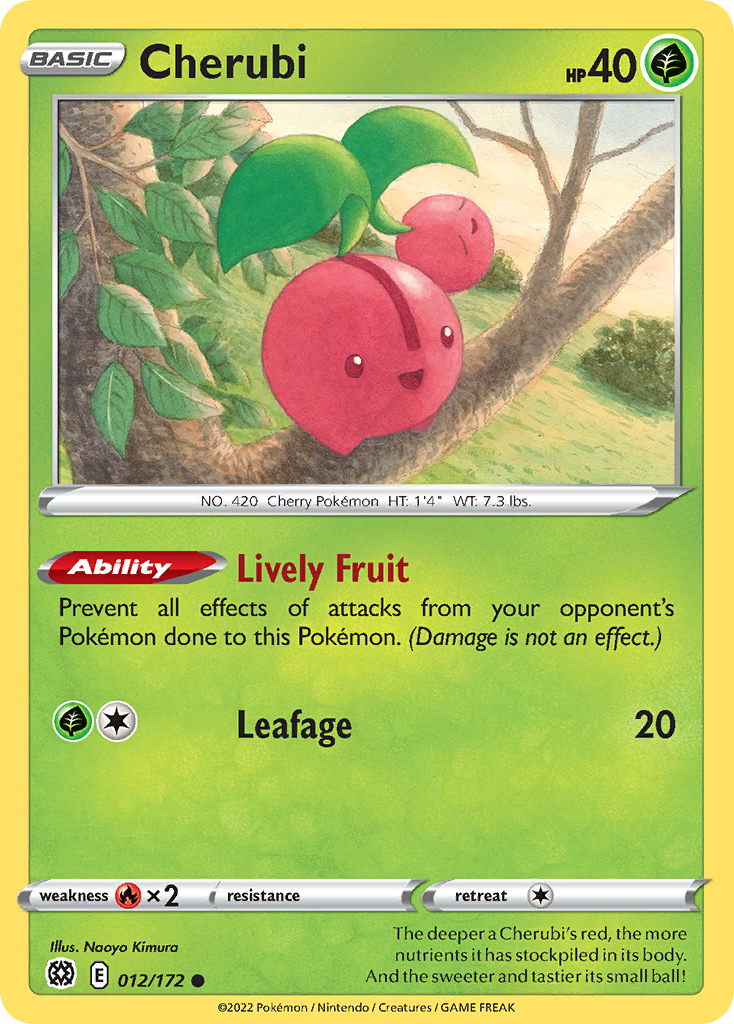 BASIC Cherubi HP40
NO. 420 Cherry Pokémon HT: 1'4" WT: 7.3 lbs.
Ability Lively Fruit
Prevent all effects of attacks from your opponent's
Pokémon done to this Pokémon. (Damage is not an effect.)
Leafage 20
weakness ×2 resistance retreat
Illus. Naoyo Kimura
E 012/172
The deeper a Cherubi's red, the more
nutrients it has stockpiled in its body.
And the sweeter and tastier its small ball!
©2022 Pokémon / Nintendo / Creatures / GAME FREAK